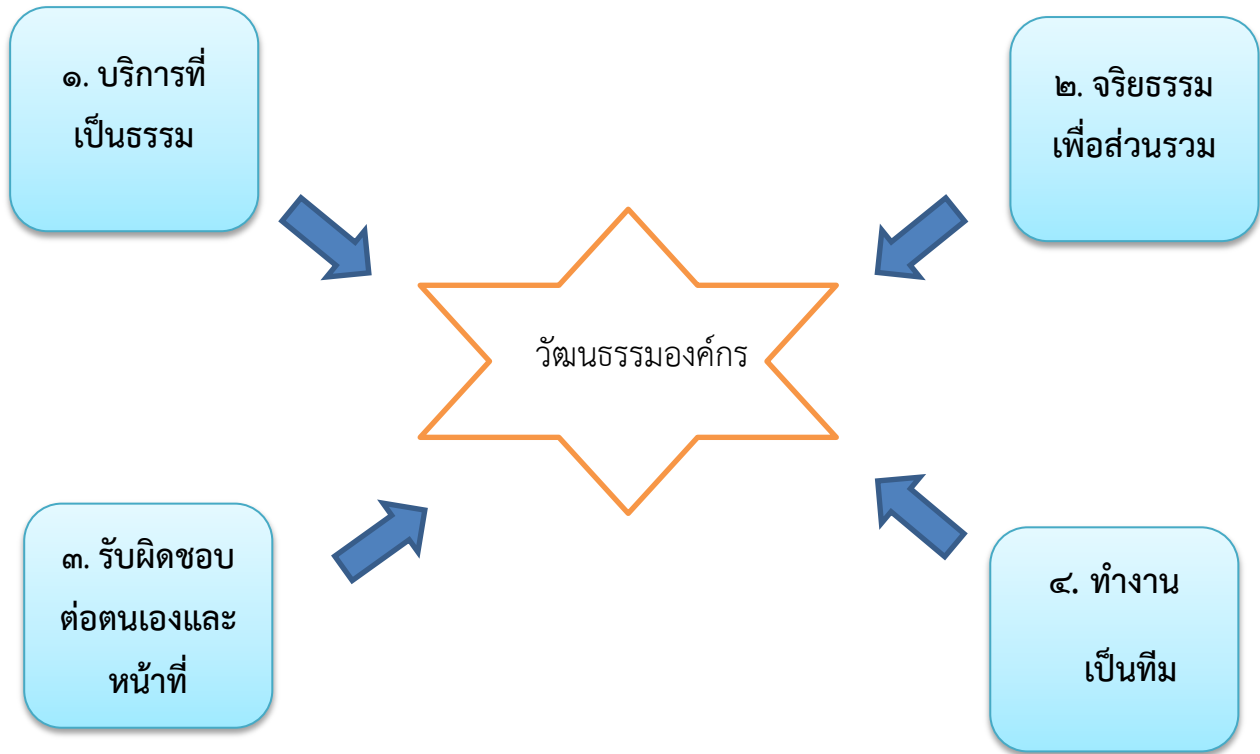 ๑. บริการที่
เป็นธรรม
๒. จริยธรรม
เพื่อส่วนรวม
วัฒนธรรมองค์กร
๓. รับผิดชอบ
ต่อตนเองและ
หน้าที่
๔. ทำงาน
เป็นทีม